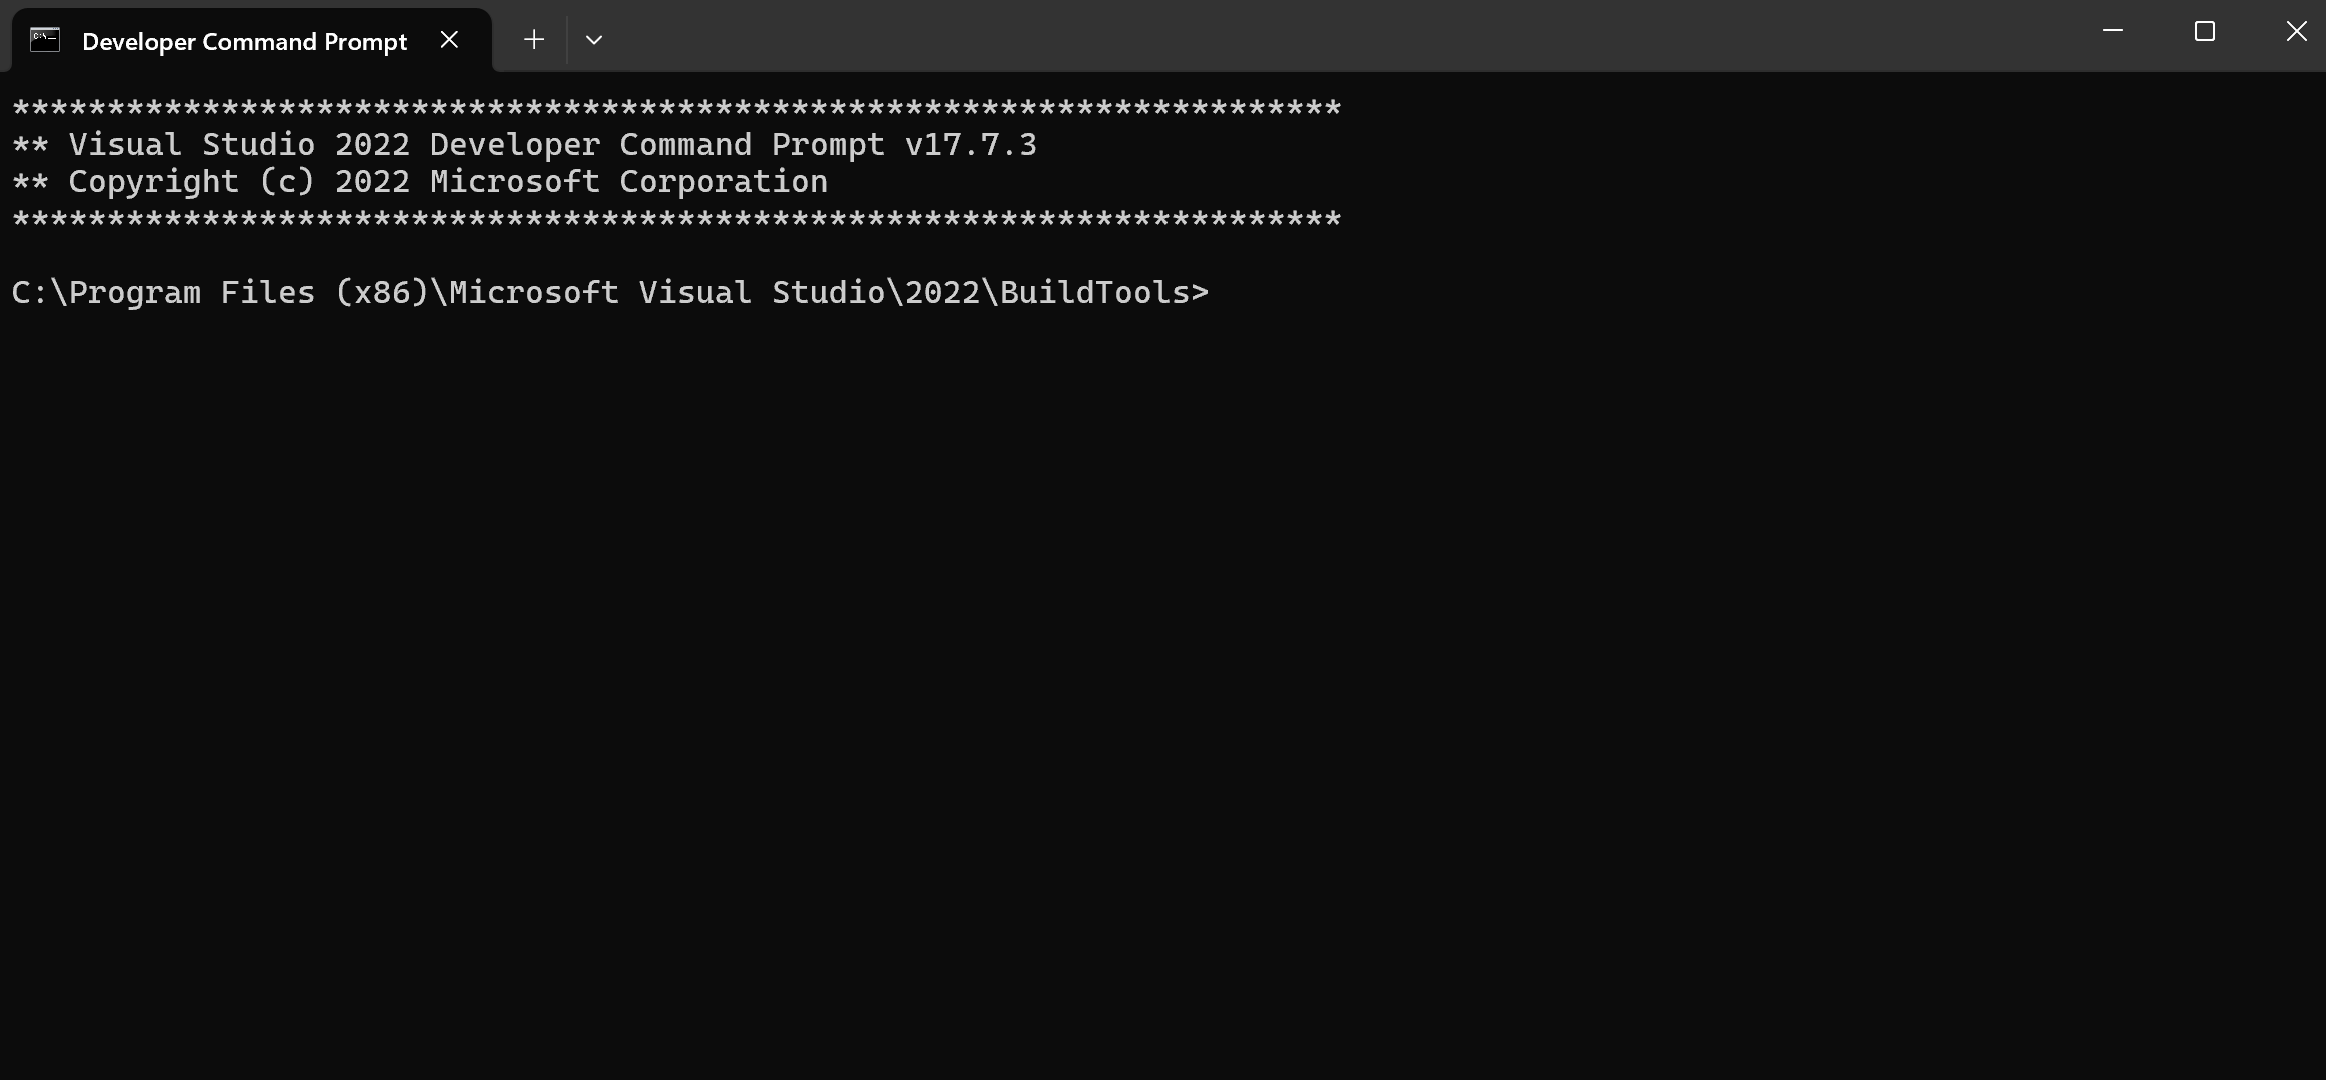 Developer Command Prompt
**********************************************************************
** Visual Studio 2022 Developer Command Prompt v17.7.3
** Copyright (c) 2022 Microsoft Corporation
**********************************************************************
C:\Program Files (x86)\Microsoft Visual Studio\2022\BuildTools>